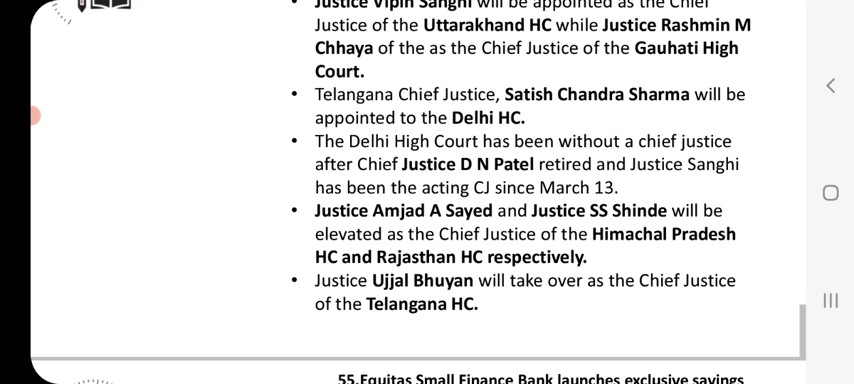 • Justice Vipin Sanghi will be appointed as the Chief
Justice of the Uttarakhand HC while Justice Rashmin M
Chhaya of the as the Chief Justice of the Gauhati High
Court.
• Telangana Chief Justice, Satish Chandra Sharma will be
appointed to the Delhi HC.
• The Delhi High Court has been without a chief justice
after Chief Justice D N Patel retired and Justice Sanghi
has been the acting CJ since March 13.
• Justice Amjad A Sayed and Justice SS Shinde will be
elevated as the Chief Justice of the Himachal Pradesh
HC and Rajasthan HC respectively.
• Justice Ujjal Bhuyan will take over as the Chief Justice
of the Telangana HC.
55.Equitas Small Finance Bank launches exclusive savings